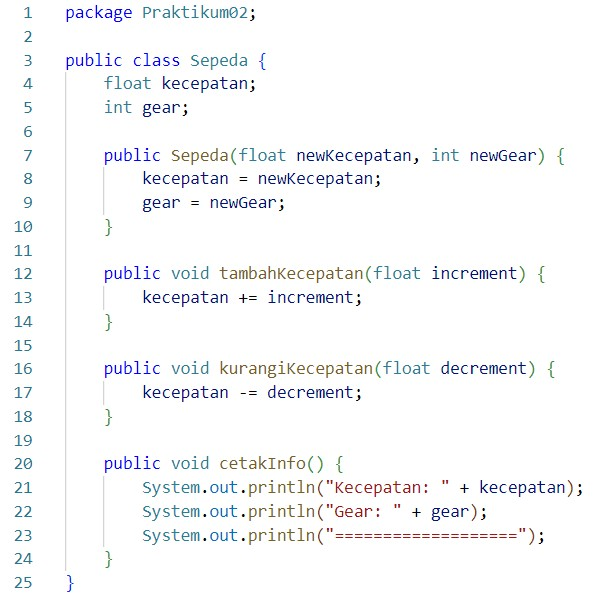 1 package Praktikum02;
2
3 public class Sepeda {
4     float kecepatan;
5     int gear;
6
7     public Sepeda(float newKecepatan, int newGear) {
8         kecepatan = newKecepatan;
9         gear = newGear;
10     }
11
12     public void tambahKecepatan(float increment) {
13         kecepatan += increment;
14     }
15
16     public void kurangiKecepatan(float decrement) {
17         kecepatan -= decrement;
18     }
19
20     public void cetakInfo() {
21         System.out.println("Kecepatan: " + kecepatan);
22         System.out.println("Gear: " + gear);
23         System.out.println("===================");
24     }
25 }